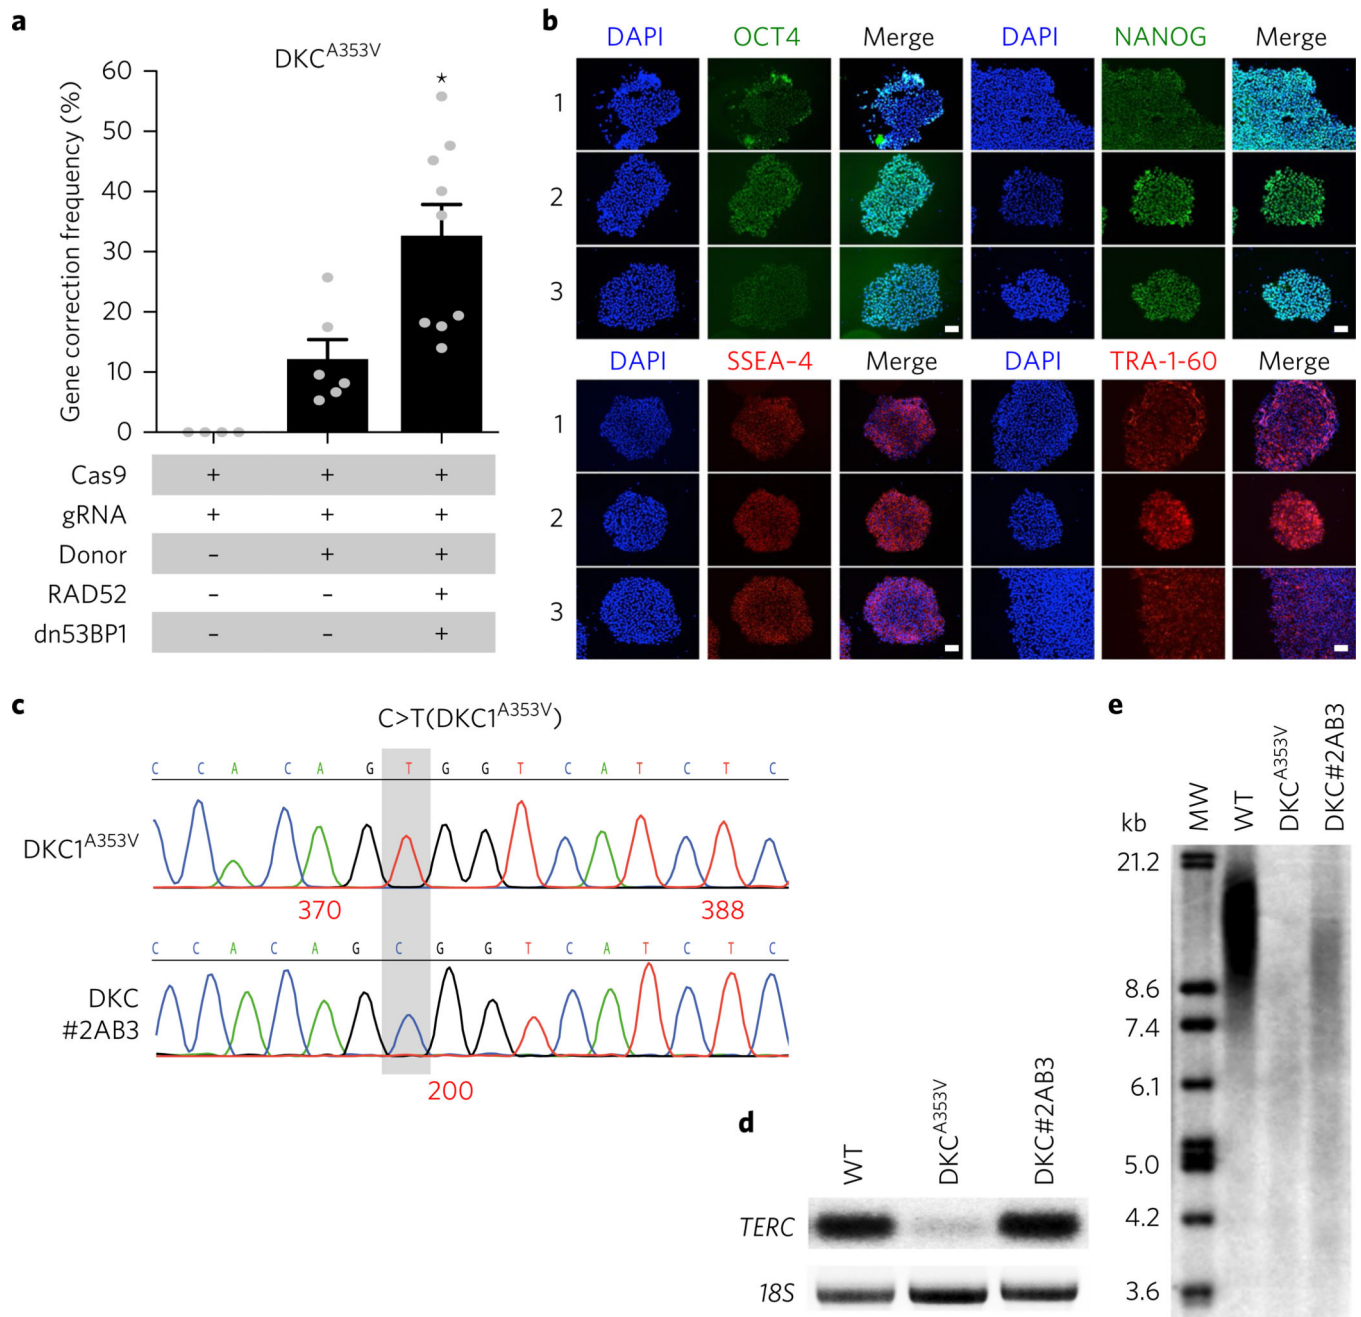 a
DKC^A353V
Gene correction frequency (%)
60
50
40
30
20
10
0
*
Cas9 + + +
gRNA + + +
Donor – + +
RAD52 – – +
dn53BP1 – – +
b
DAPI OCT4 Merge DAPI NANOG Merge
1
2
3
DAPI SSEA-4 Merge DAPI TRA-1-60 Merge
1
2
3
c
C>T(DKC1^A353V)
C C A C A G T G G T C A T C T C
DKC1^A353V
370 388
C C A C A G C G G T C A T C T C
DKC
#2AB3
200
d
WT DKC^A353V DKC#2AB3
TERC
18S
e
kb MW WT DKC^A353V DKC#2AB3
21.2
8.6
7.4
6.1
5.0
4.2
3.6